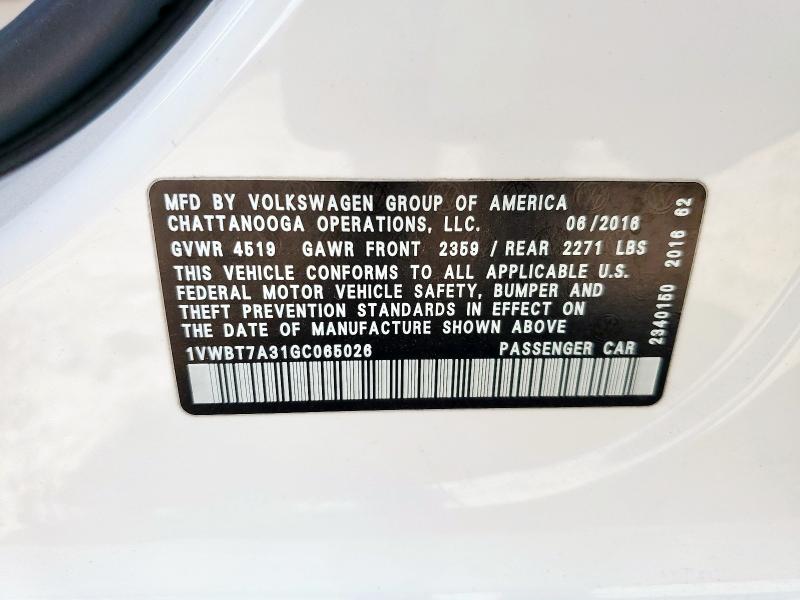 MFD BY VOLKSWAGEN GROUP OF AMERICA
CHATTANOOGA OPERATIONS, LLC. 06/2016
GVWR 4519 GAWR FRONT 2359 / REAR 2271 LBS
THIS VEHICLE CONFORMS TO ALL APPLICABLE U.S.
FEDERAL MOTOR VEHICLE SAFETY, BUMPER AND
THEFT PREVENTION STANDARDS IN EFFECT ON
THE DATE OF MANUFACTURE SHOWN ABOVE
1VWBT7A31GC065026 PASSENGER CAR
2340150 2016 62